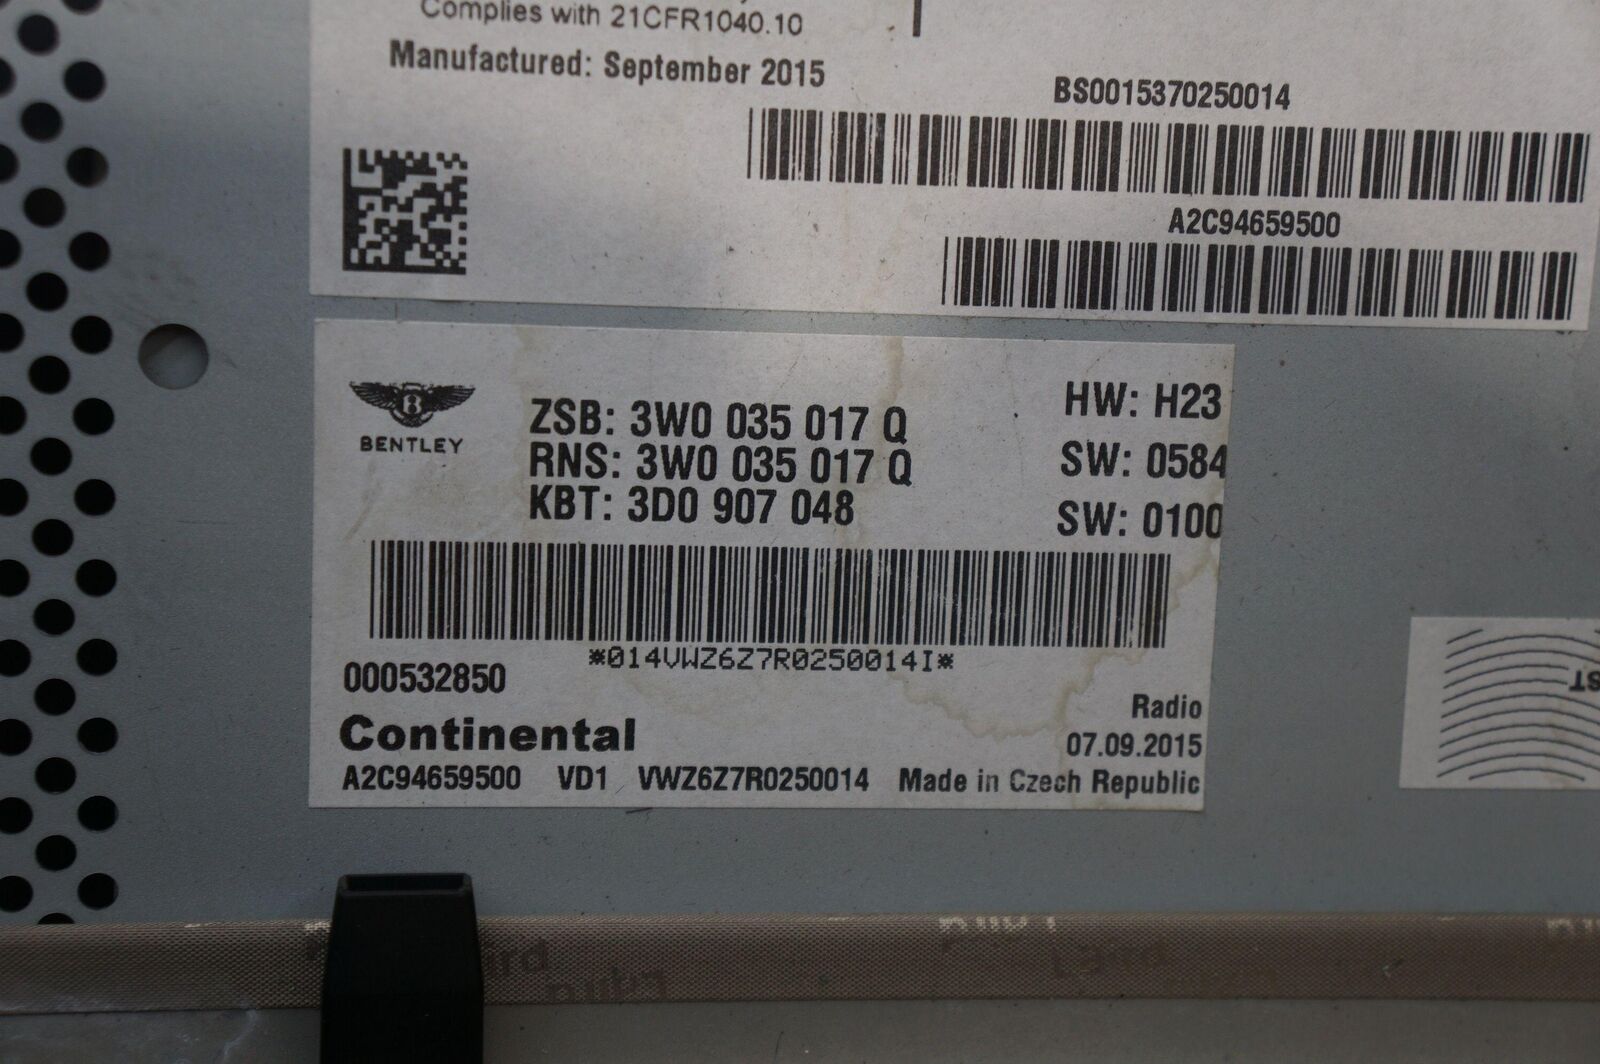 Complies with 21CFR1040.10
Manufactured: September 2015
BS0015370250014
A2C94659500
BENTLEY
ZSB: 3W0 035 017 Q
RNS: 3W0 035 017 Q
KBT: 3D0 907 048
HW: H23
SW: 0584
SW: 0100
*014VWZ6Z7R0250014I*
000532850
Continental
Radio
07.09.2015
A2C94659500 VD1 VWZ6Z7R0250014 Made in Czech Republic